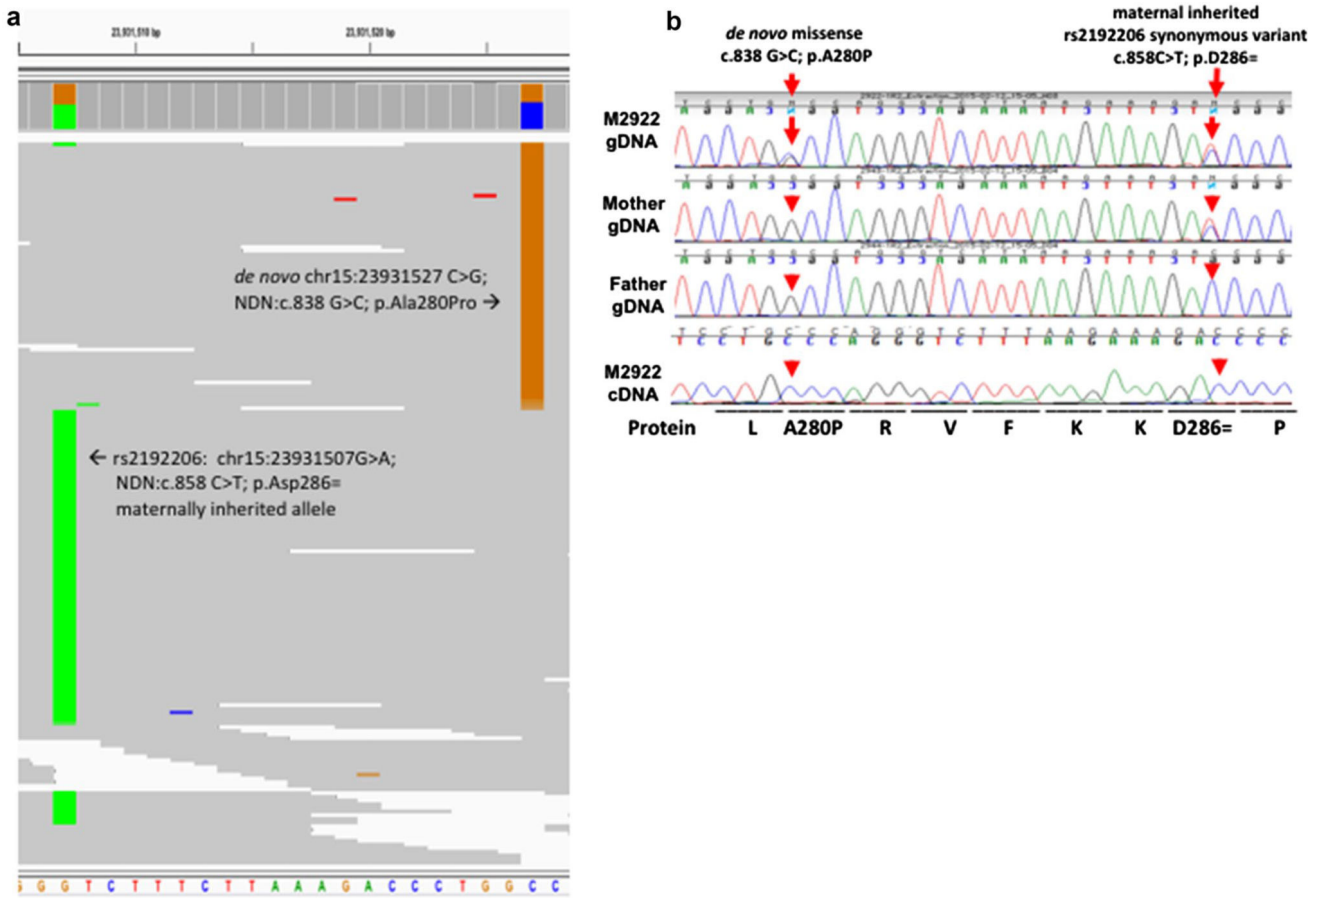 a
23,931,510 bp
23,931,520 bp
de novo chr15:23931527 C>G;
NDN:c.838 G>C; p.Ala280Pro →
← rs2192206: chr15:23931507G>A;
NDN:c.858 C>T; p.Asp286=
maternally inherited allele
G G G T C T T T C T T A A A G A C C C T G G C C
b
de novo missense
c.838 G>C; p.A280P
maternal inherited
rs2192206 synonymous variant
c.858C>T; p.D286=
M2922
gDNA
Mother
gDNA
Father
gDNA
T C C T G C C C A G G G T C T T T A A G A A A G A C C C C
M2922
cDNA
Protein L A280P R V F K K D286= P